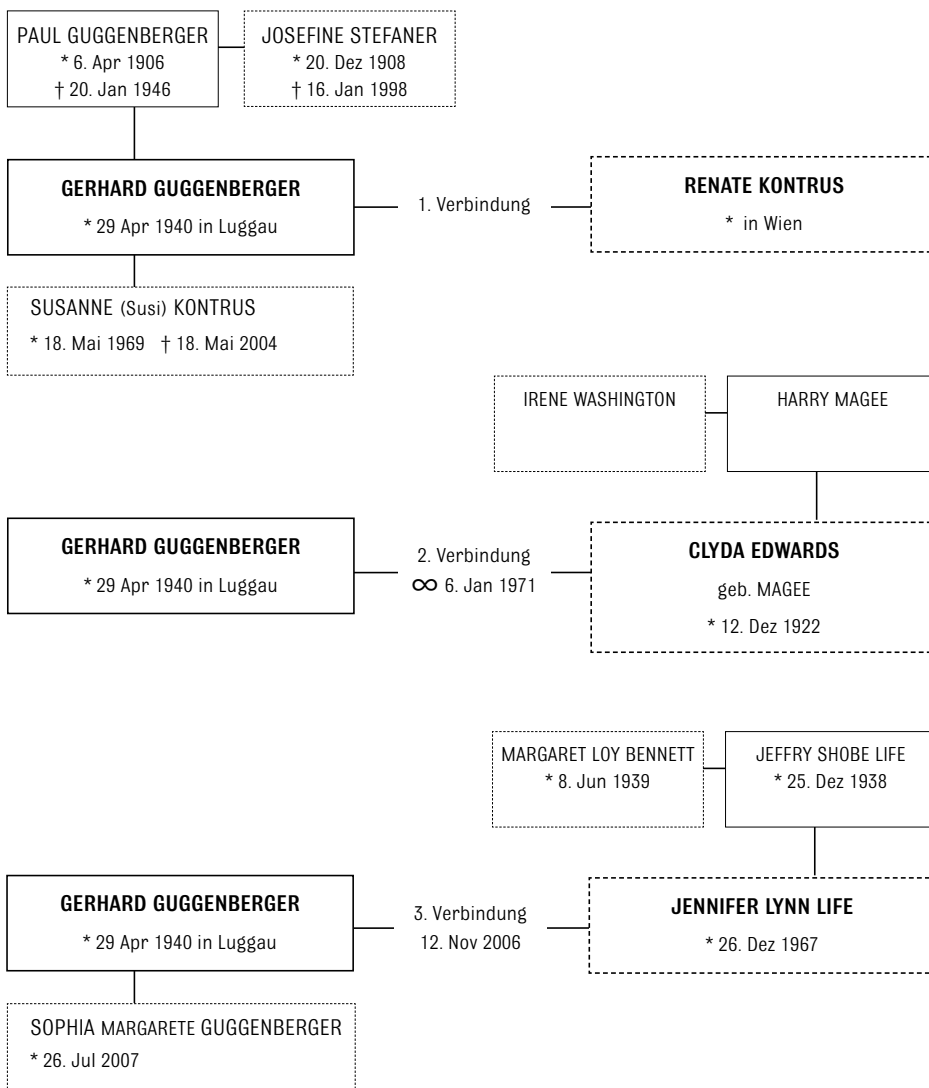 PAUL GUGGENBERGER
* 6. Apr 1906
† 20. Jan 1946
JOSEFINE STEFANER
* 20. Dez 1908
† 16. Jan 1998
GERHARD GUGGENBERGER
* 29 Apr 1940 in Luggau
1. Verbindung
RENATE KONTRUS
* in Wien
SUSANNE (Susi) KONTRUS
* 18. Mai 1969 † 18. Mai 2004
IRENE WASHINGTON
HARRY MAGEE
GERHARD GUGGENBERGER
* 29 Apr 1940 in Luggau
2. Verbindung
∞ 6. Jan 1971
CLYDA EDWARDS
geb. MAGEE
* 12. Dez 1922
MARGARET LOY BENNETT
* 8. Jun 1939
JEFFRY SHOBE LIFE
* 25. Dez 1938
GERHARD GUGGENBERGER
* 29 Apr 1940 in Luggau
3. Verbindung
12. Nov 2006
JENNIFER LYNN LIFE
* 26. Dez 1967
SOPHIA MARGARETE GUGGENBERGER
* 26. Jul 2007